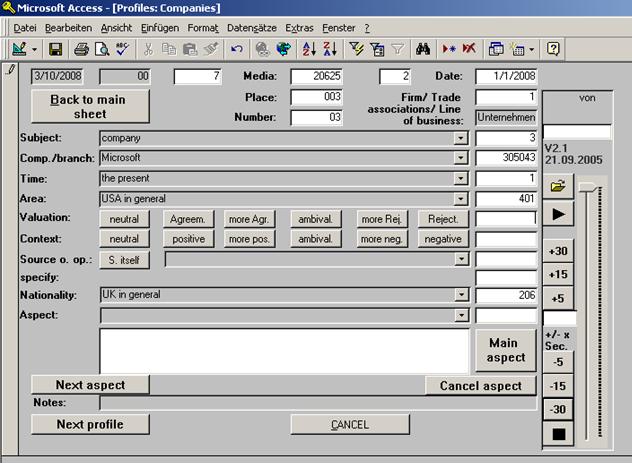 Microsoft Access - [Profiles: Companies]
Datei Bearbeiten Ansicht Einfügen Format Datensätze Extras Fenster ?
3/10/2008 00 7 Media: 20625 2 Date: 1/1/2008
Back to main sheet Place: 003 Firm/ Trade associations/ Line of business: 1
Number: 03 Unternehmen
Subject: company 3
Comp./branch: Microsoft 305043
Time: the present 1
Area: USA in general 401
Valuation: neutral Agreem. more Agr. ambival. more Rej. Reject.
Context: neutral positive more pos. ambival. more neg. negative
Source o. op.: S. itself
specify:
Nationality: UK in general 206
Aspect:
Main aspect
Next aspect Cancel aspect
Notes:
Next profile CANCEL
von
V2.1
21.09.2005
+30
+15
+5
+/- x
Sec.
-5
-15
-30